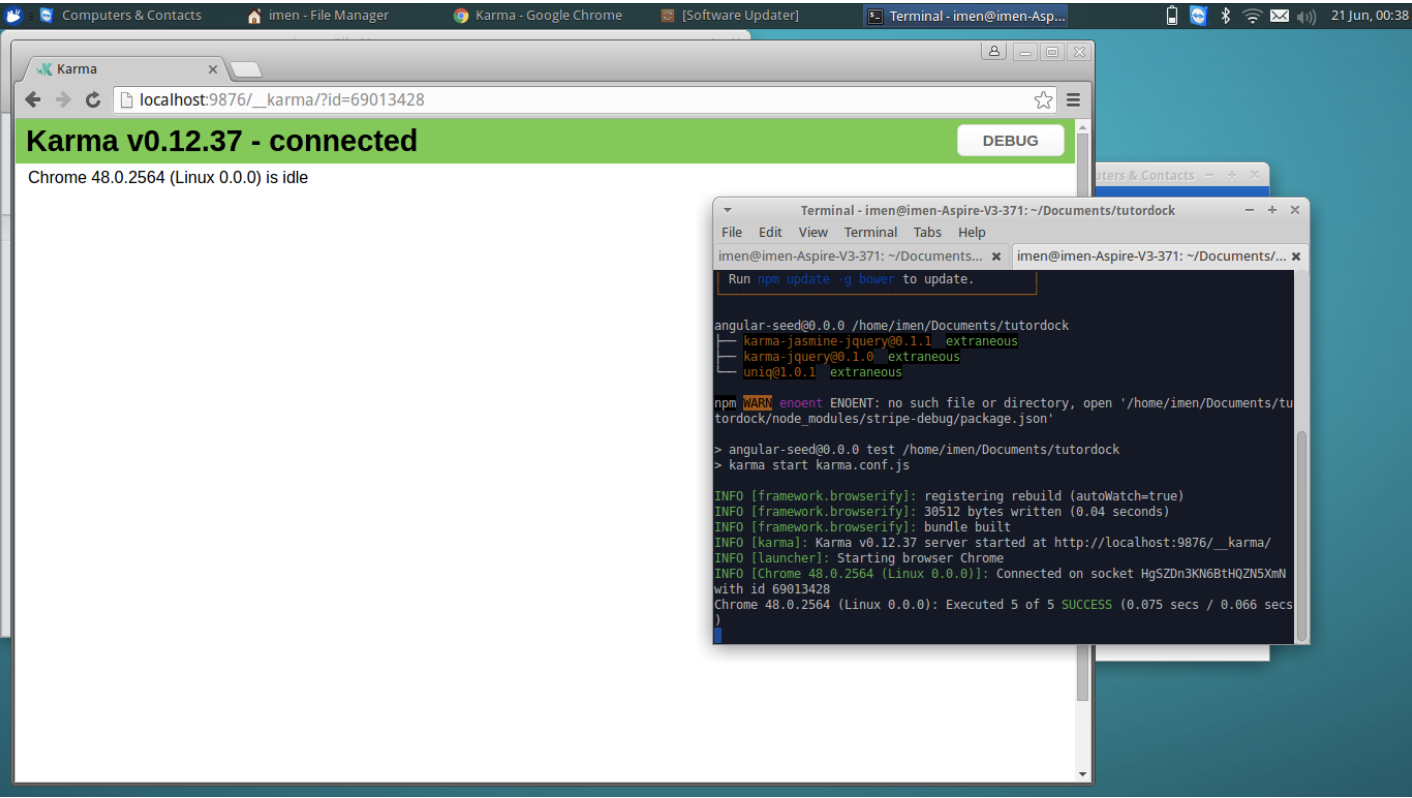 Computers & Contacts
imen - File Manager
Karma - Google Chrome
[Software Updater]
Terminal - imen@imen-Asp...
21 Jun, 00:38
Karma
localhost:9876/__karma/?id=69013428
Karma v0.12.37 - connected
DEBUG
Chrome 48.0.2564 (Linux 0.0.0) is idle
uters & Contacts
Terminal - imen@imen-Aspire-V3-371: ~/Documents/tutordock
File Edit View Terminal Tabs Help
imen@imen-Aspire-V3-371: ~/Documents...
imen@imen-Aspire-V3-371: ~/Documents/...
Run npm update -g bower to update.
angular-seed@0.0.0 /home/imen/Documents/tutordock
├── karma-jasmine-jquery@0.1.1 extraneous
├── karma-jquery@0.1.0 extraneous
└── uniq@1.0.1 extraneous
npm WARN enoent ENOENT: no such file or directory, open '/home/imen/Documents/tu
tordock/node_modules/stripe-debug/package.json'
> angular-seed@0.0.0 test /home/imen/Documents/tutordock
> karma start karma.conf.js
INFO [framework.browserify]: registering rebuild (autoWatch=true)
INFO [framework.browserify]: 30512 bytes written (0.04 seconds)
INFO [framework.browserify]: bundle built
INFO [karma]: Karma v0.12.37 server started at http://localhost:9876/__karma/
INFO [launcher]: Starting browser Chrome
INFO [Chrome 48.0.2564 (Linux 0.0.0)]: Connected on socket HgSZDn3KN6BtHQZN5XmN
with id 69013428
Chrome 48.0.2564 (Linux 0.0.0): Executed 5 of 5 SUCCESS (0.075 secs / 0.066 secs
)